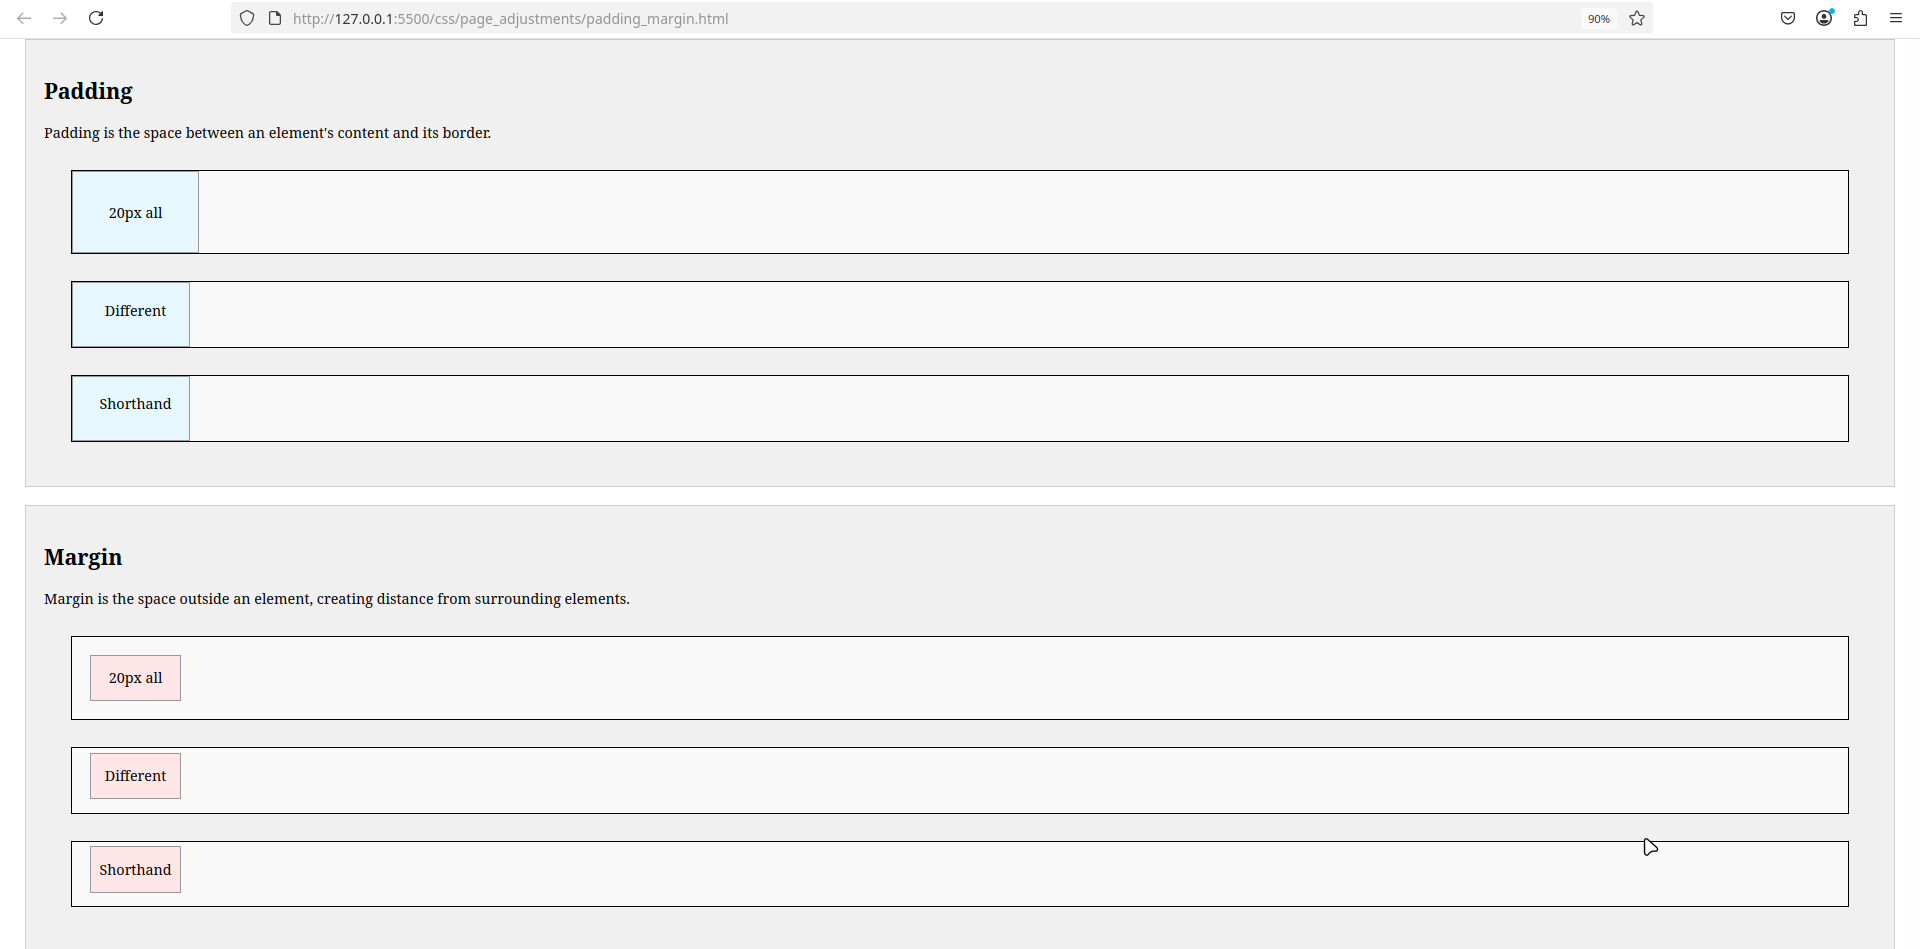 http://127.0.0.1:5500/css/page_adjustments/padding_margin.html
90%
Padding
Padding is the space between an element's content and its border.
20px all
Different
Shorthand
Margin
Margin is the space outside an element, creating distance from surrounding elements.
20px all
Different
Shorthand